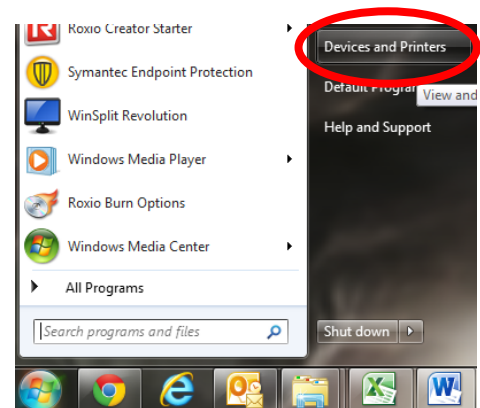 Roxio Creator Starter
Symantec Endpoint Protection
WinSplit Revolution
Windows Media Player
Roxio Burn Options
Windows Media Center
All Programs
Search programs and files
Devices and Printers
Default Program
View and
Help and Support
Shut down